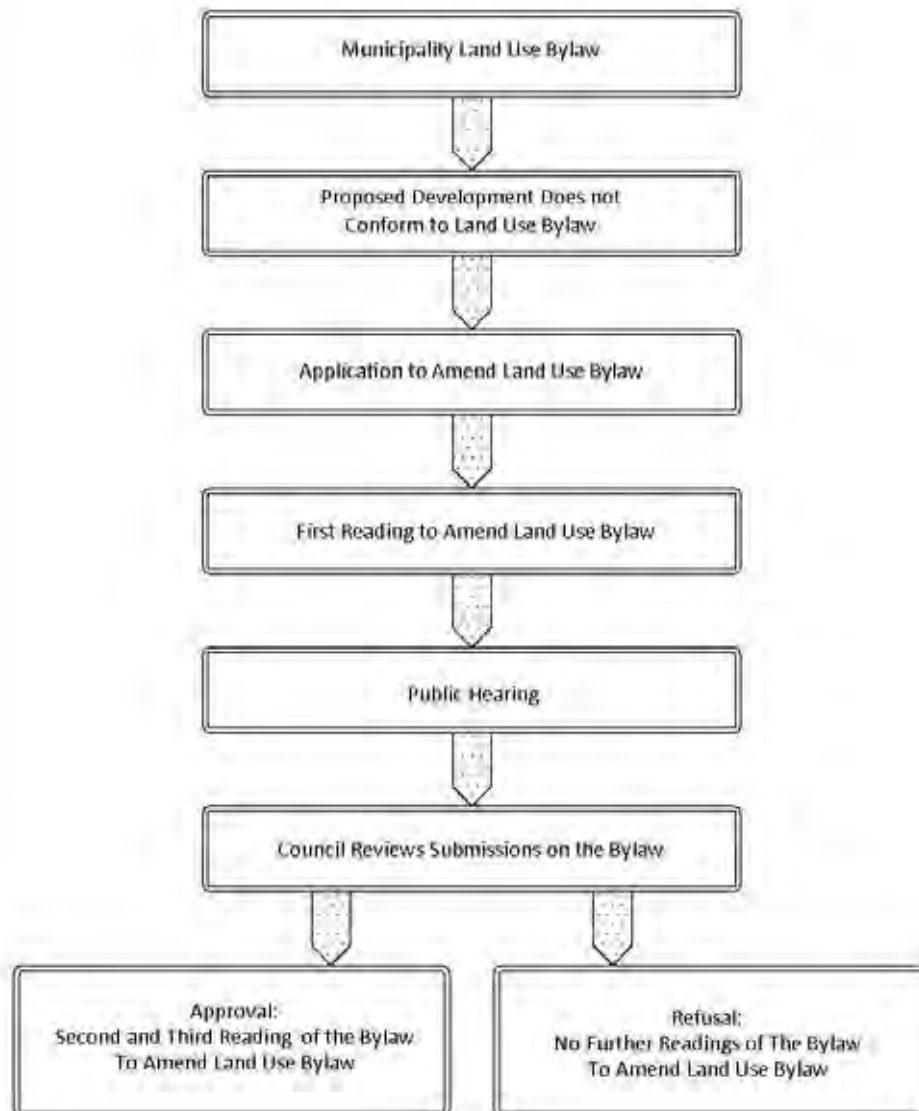 Municipality Land Use Bylaw
Proposed Development Does not
Conform to Land Use Bylaw
Application to Amend Land Use Bylaw
First Reading to Amend Land Use Bylaw
Public Hearing
Council Reviews Submissions on the Bylaw
Approval:
Second and Third Reading of the Bylaw
To Amend Land Use Bylaw
Refusal:
No Further Readings of The Bylaw
To Amend Land Use Bylaw